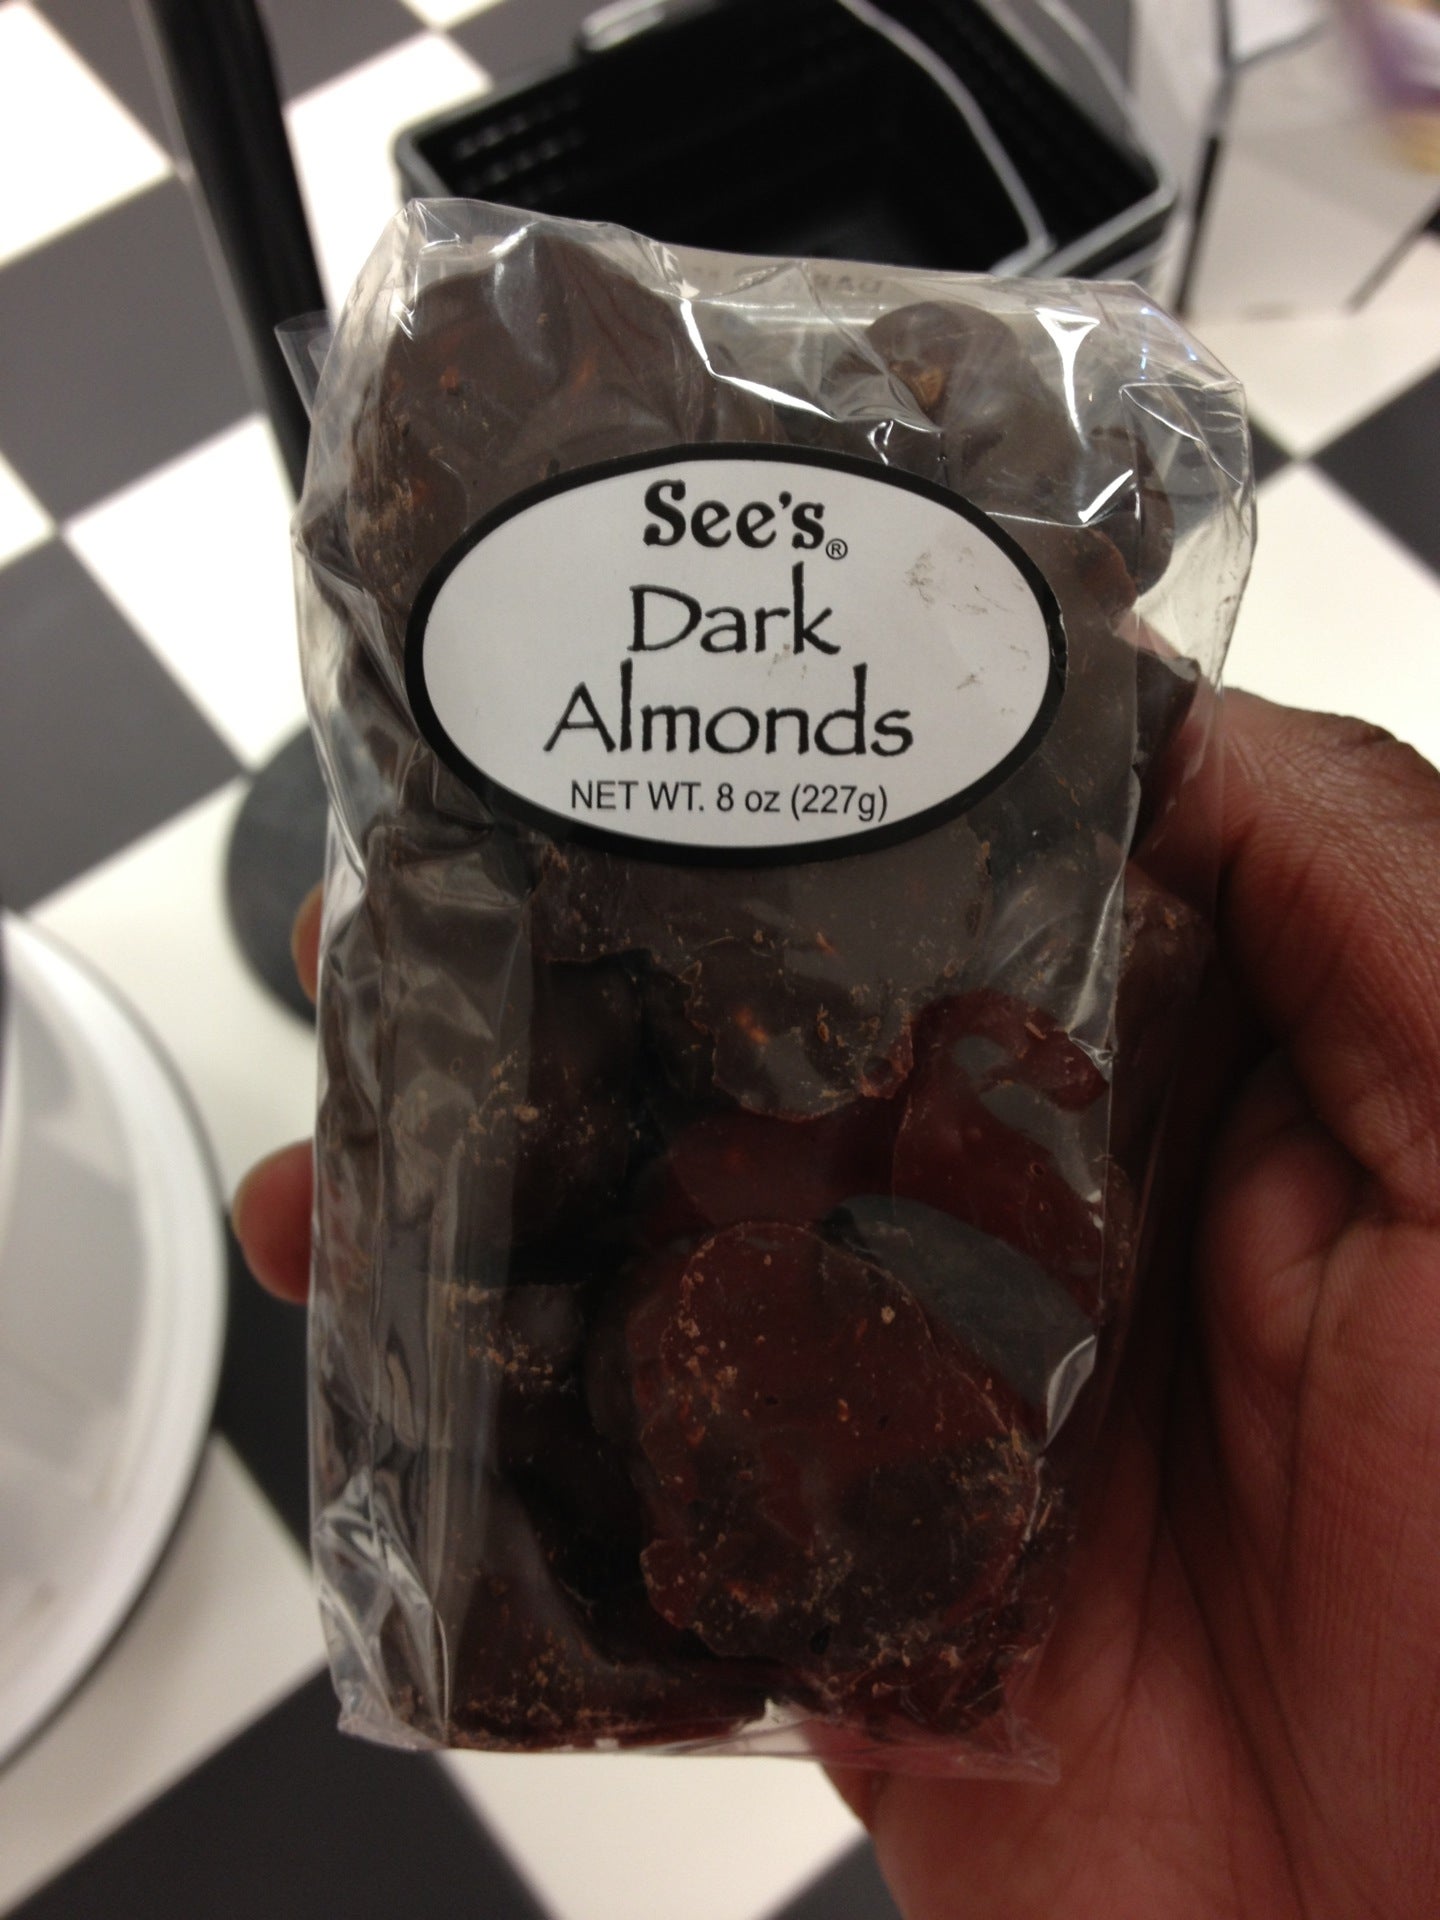 See's®
Dark
Almonds
NET WT. 8 oz (227g)